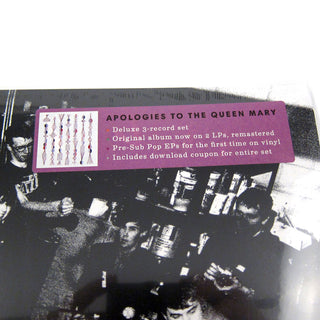 APOLOGIES TO THE QUEEN MARY
· Deluxe 3-record set
· Original album now on 2 LPs, remastered
· Pre-Sub Pop EPs for the first time on vinyl
· Includes download coupon for entire set